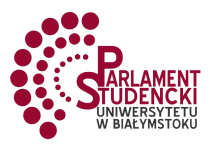 PARLAMENT
STUDENCKI
UNIWERSYTETU
W BIAŁYMSTOKU